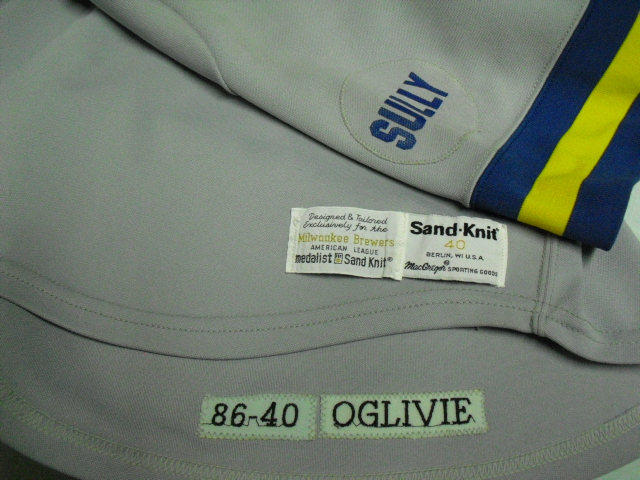 SULLY
Designed & Tailored
Exclusively for the
Milwaukee Brewers
AMERICAN LEAGUE
medalist Sand Knit®
Sand·Knit®
40
BERLIN, WI U.S.A.
MacGregor SPORTING GOODS
86-40 OGLIVIE